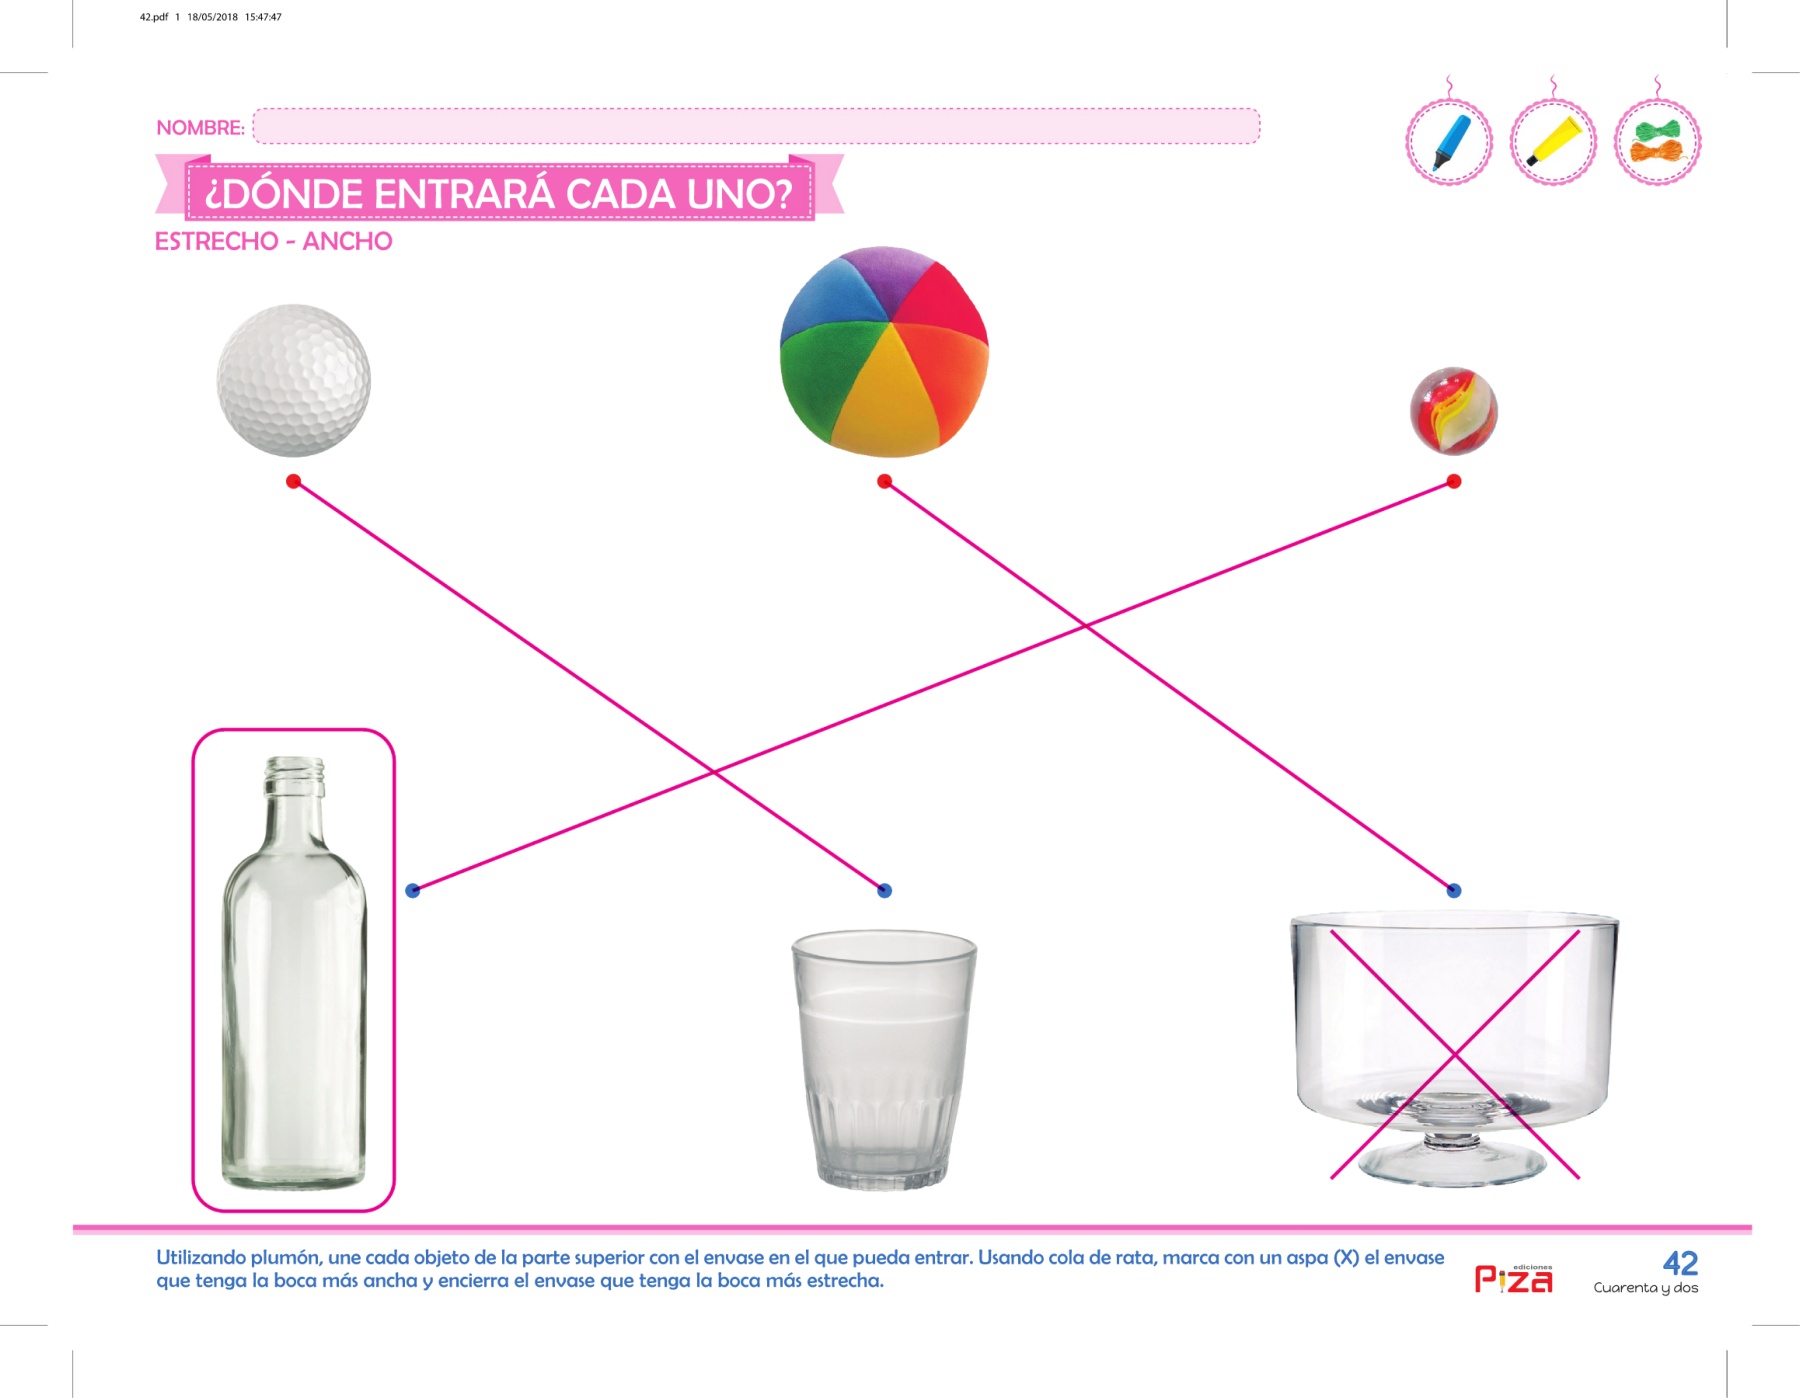 42.pdf 1 18/05/2018 15:47:47
NOMBRE:
¿DÓNDE ENTRARÁ CADA UNO?
ESTRECHO - ANCHO
Utilizando plumón, une cada objeto de la parte superior con el envase en el que pueda entrar. Usando cola de rata, marca con un aspa (X) el envase
que tenga la boca más ancha y encierra el envase que tenga la boca más estrecha.
ediciones
Piza
42
Cuarenta y dos